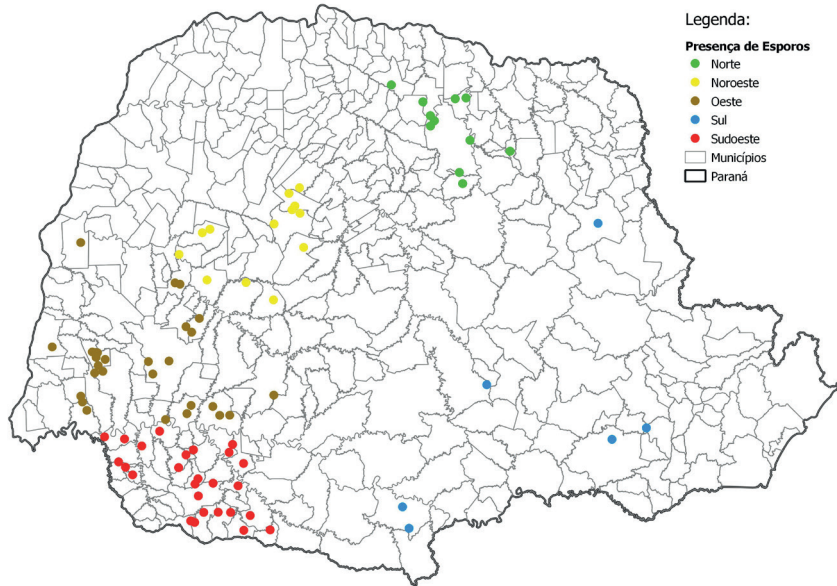 Legenda:
Presença de Esporos
Norte
Noroeste
Oeste
Sul
Sudoeste
Municípios
Paraná